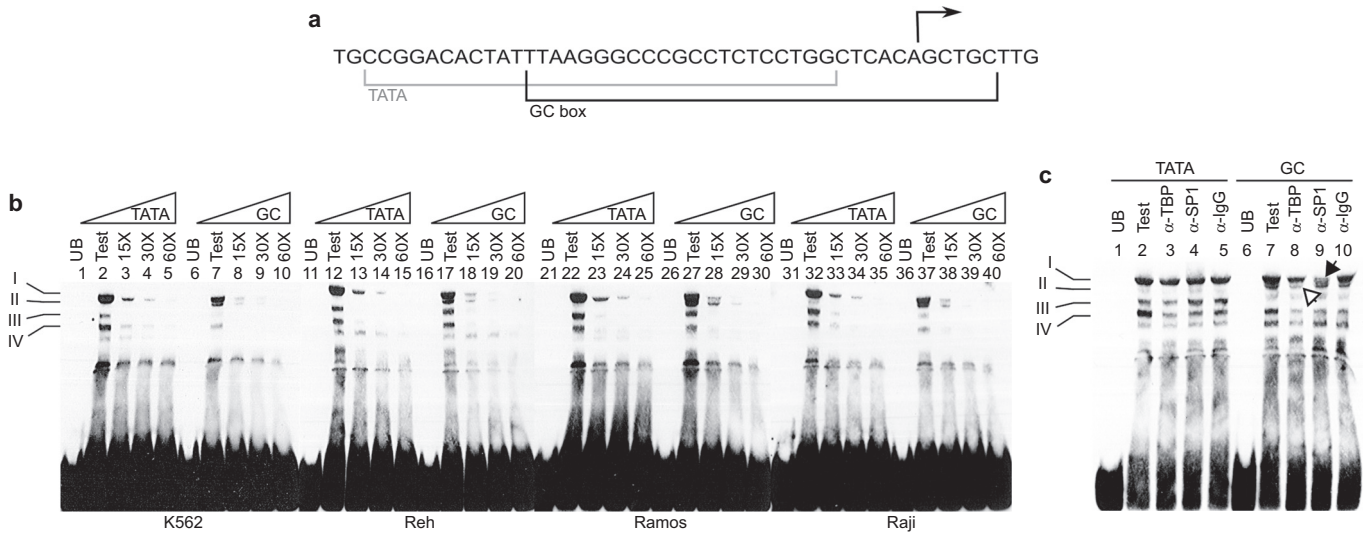 a
TGCCGGACACTATTTAAGGGCCCGCCTCTCCTGGCTCACAGCTGCTTG
TATA
GC box
b
TATA GC TATA GC TATA GC TATA GC
UB Test 15X 30X 60X UB Test 15X 30X 60X UB Test 15X 30X 60X UB Test 15X 30X 60X UB Test 15X 30X 60X UB Test 15X 30X 60X UB Test 15X 30X 60X UB Test 15X 30X 60X
1 2 3 4 5 6 7 8 9 10 11 12 13 14 15 16 17 18 19 20 21 22 23 24 25 26 27 28 29 30 31 32 33 34 35 36 37 38 39 40
I
II
III
IV
K562 Reh Ramos Raji
c
TATA GC
UB Test α-TBP α-SP1 α-IgG UB Test α-TBP α-SP1 α-IgG
1 2 3 4 5 6 7 8 9 10
I
II
III
IV